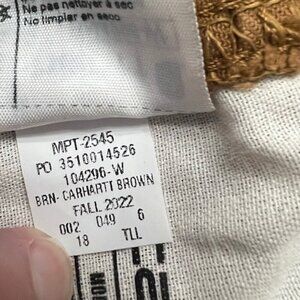 Ne pas nettoyer à sec
No limpiar en seco
MPT-2545
PO 3510014526
104296-W
BRN- CARHARTT BROWN
FALL 2022
002 049 6
18 TLL